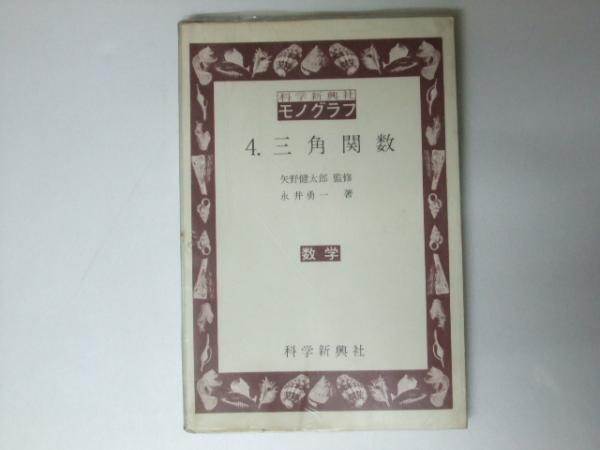 科学新興社
モノグラフ
4. 三角関数
矢野健太郎 監修
永井勇一 著
数学
科学新興社